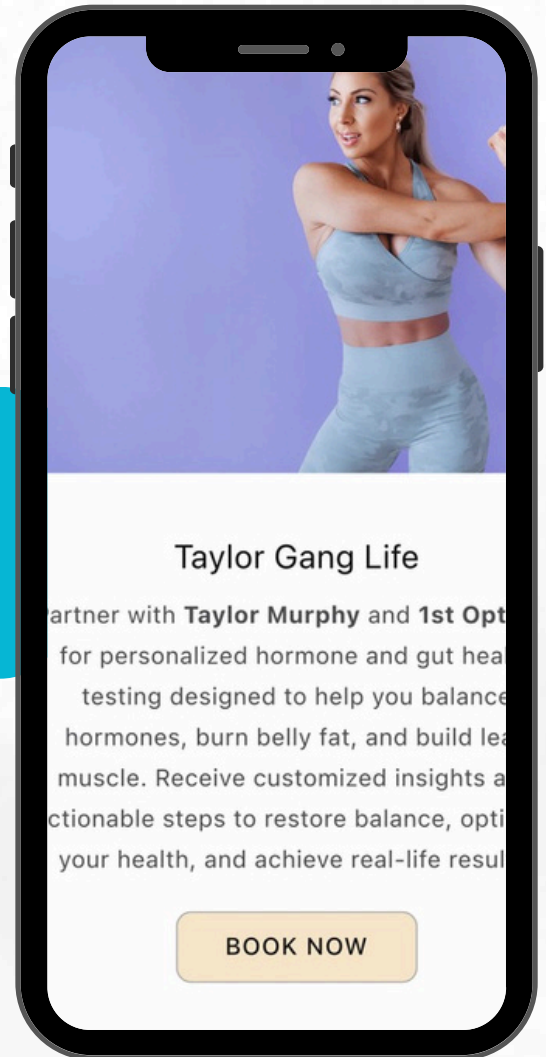 Taylor Gang Life
artner with Taylor Murphy and 1st Opt
for personalized hormone and gut heal
testing designed to help you balance
hormones, burn belly fat, and build lea
muscle. Receive customized insights a
ctionable steps to restore balance, opti
your health, and achieve real-life resul
BOOK NOW